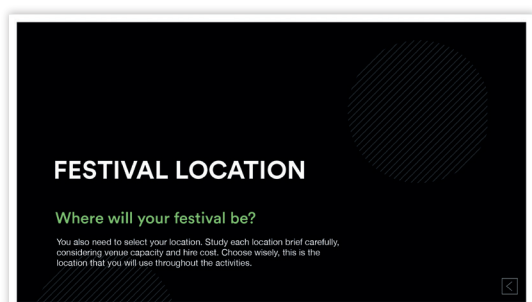 FESTIVAL LOCATION
Where will your festival be?
You also need to select your location. Study each location brief carefully,
considering venue capacity and hire cost. Choose wisely, this is the
location that you will use throughout the activities.